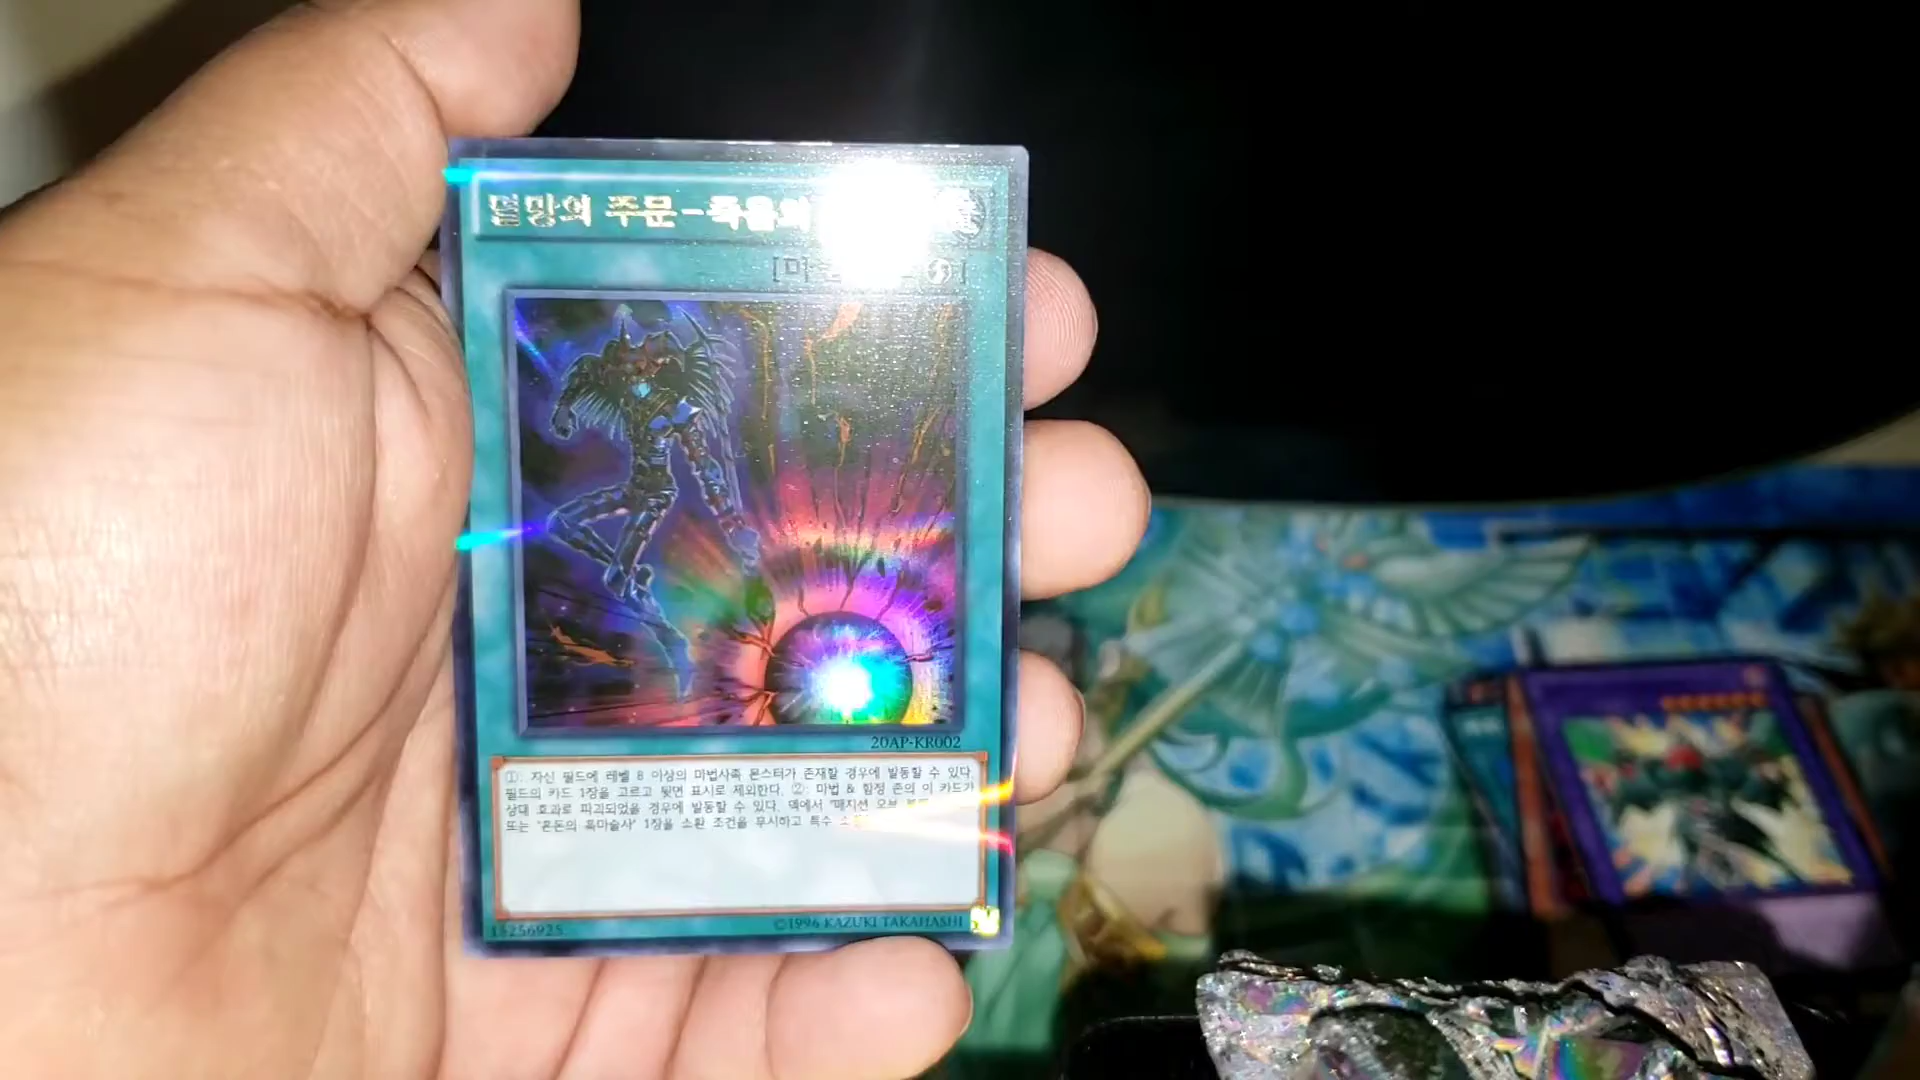 멸망의 주문-죽음의
[마
20AP-KR002
①: 자신 필드에 레벨 8 이상의 마법사족 몬스터가 존재할 경우에 발동할 수 있다.
필드의 카드 1장을 고르고 뒷면 표시로 제외한다. ②: 마법 & 함정 존의 이 카드가
상대 효과로 파괴되었을 경우에 발동할 수 있다. 덱에서 "매지션 오브 블
또는 "혼돈의 흑마술사" 1장을 소환 조건을 무시하고 특수 소
15256925
©1996 KAZUKI TAKAHASHI